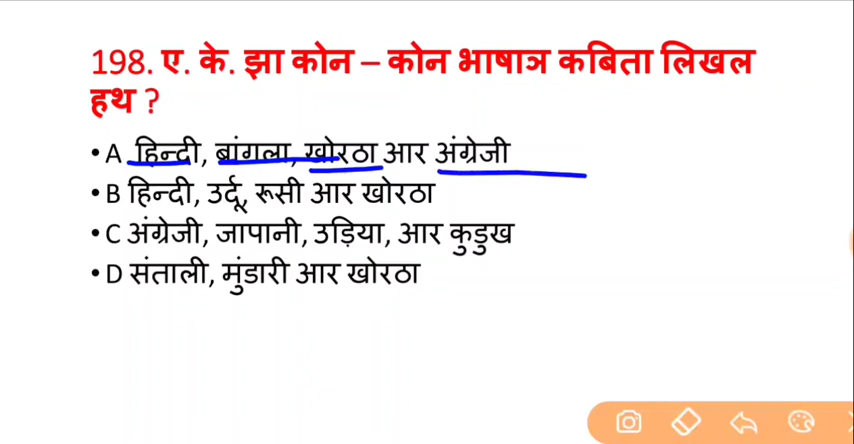 198. ए. के. झा कोन – कोन भाषाञ कबिता लिखल
हथ ?
• A हिन्दी, बांगला, खोरठा आर अंग्रेजी
• B हिन्दी, उर्दू, रूसी आर खोरठा
• C अंग्रेजी, जापानी, उड़िया, आर कुडुख
• D संताली, मुंडारी आर खोरठा